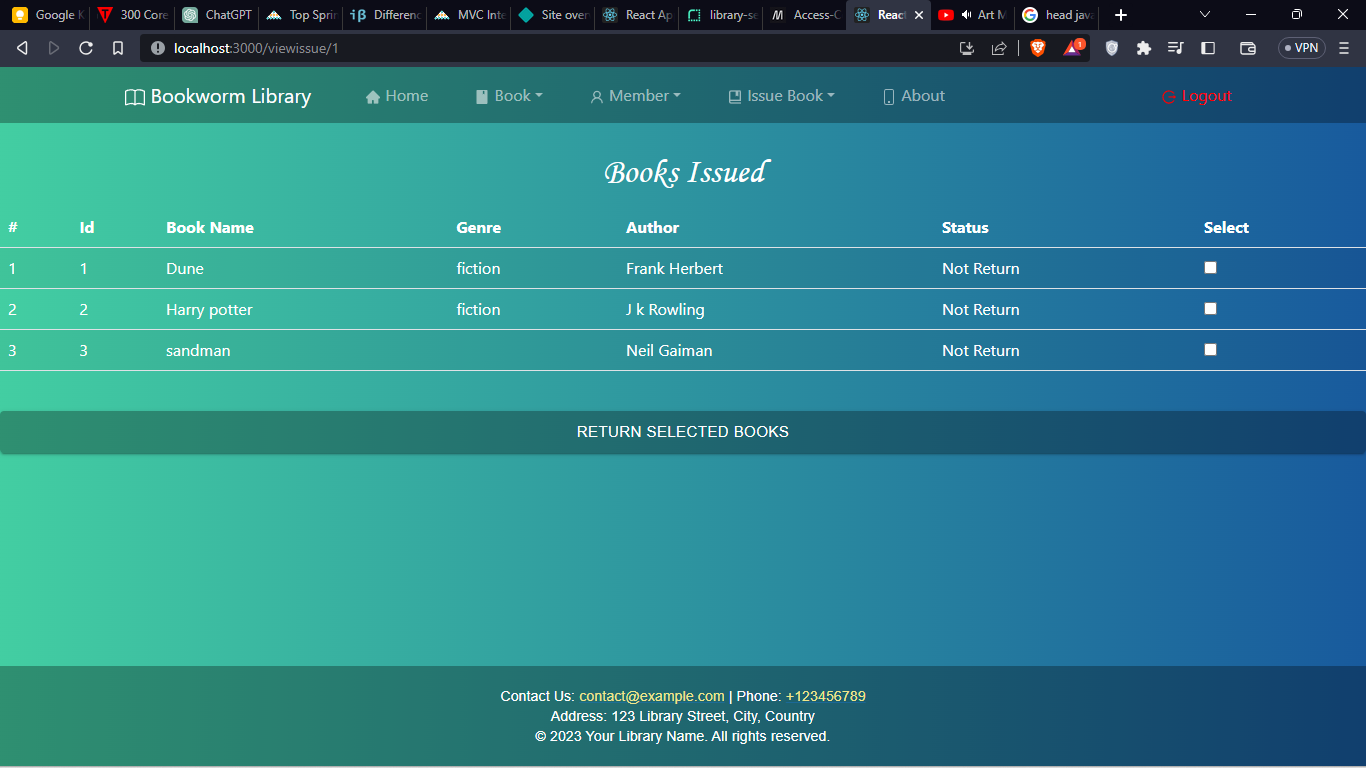 Google K 300 Core ChatGPT Top Sprin Differenc MVC Inte Site over React Ap library-se Access-C React Art M head java
localhost:3000/viewissue/1 1 VPN
Bookworm Library Home Book Member Issue Book About Logout
Books Issued
# Id Book Name Genre Author Status Select
1 1 Dune fiction Frank Herbert Not Return
2 2 Harry potter fiction J k Rowling Not Return
3 3 sandman Neil Gaiman Not Return
RETURN SELECTED BOOKS
Contact Us: contact@example.com | Phone: +123456789
Address: 123 Library Street, City, Country
© 2023 Your Library Name. All rights reserved.